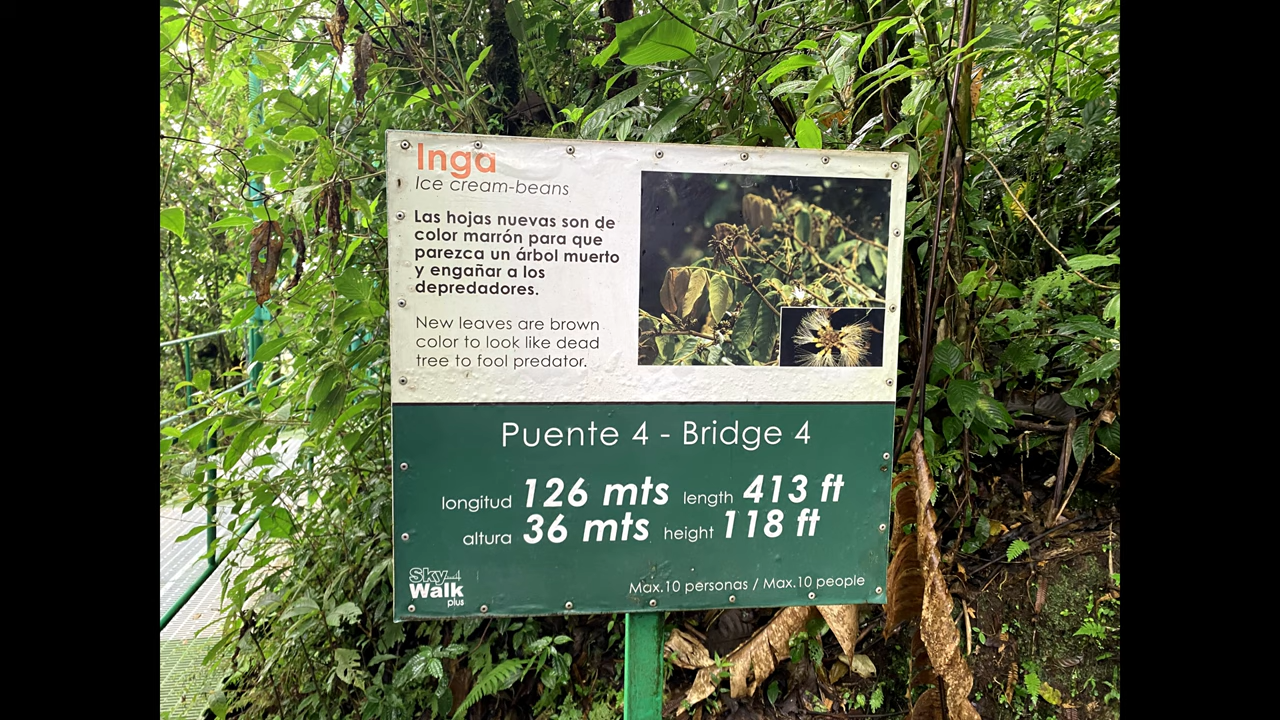 Inga
Ice cream-beans
Las hojas nuevas son de
color marrón para que
parezca un árbol muerto
y engañar a los
depredadores.
New leaves are brown
color to look like dead
tree to fool predator.
Puente 4 - Bridge 4
longitud 126 mts length 413 ft
altura 36 mts height 118 ft
Sky
Walk
plus
Max.10 personas / Max.10 people